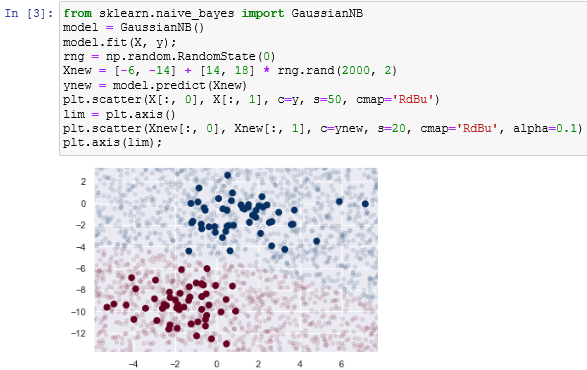 In [3]: from sklearn.naive_bayes import GaussianNB
model = GaussianNB()
model.fit(X, y);
rng = np.random.RandomState(0)
Xnew = [-6, -14] + [14, 18] * rng.rand(2000, 2)
ynew = model.predict(Xnew)
plt.scatter(X[:, 0], X[:, 1], c=y, s=50, cmap='RdBu')
lim = plt.axis()
plt.scatter(Xnew[:, 0], Xnew[:, 1], c=ynew, s=20, cmap='RdBu', alpha=0.1)
plt.axis(lim);
2
0
−2
−4
−6
−8
−10
−12
−4 −2 0 2 4 6